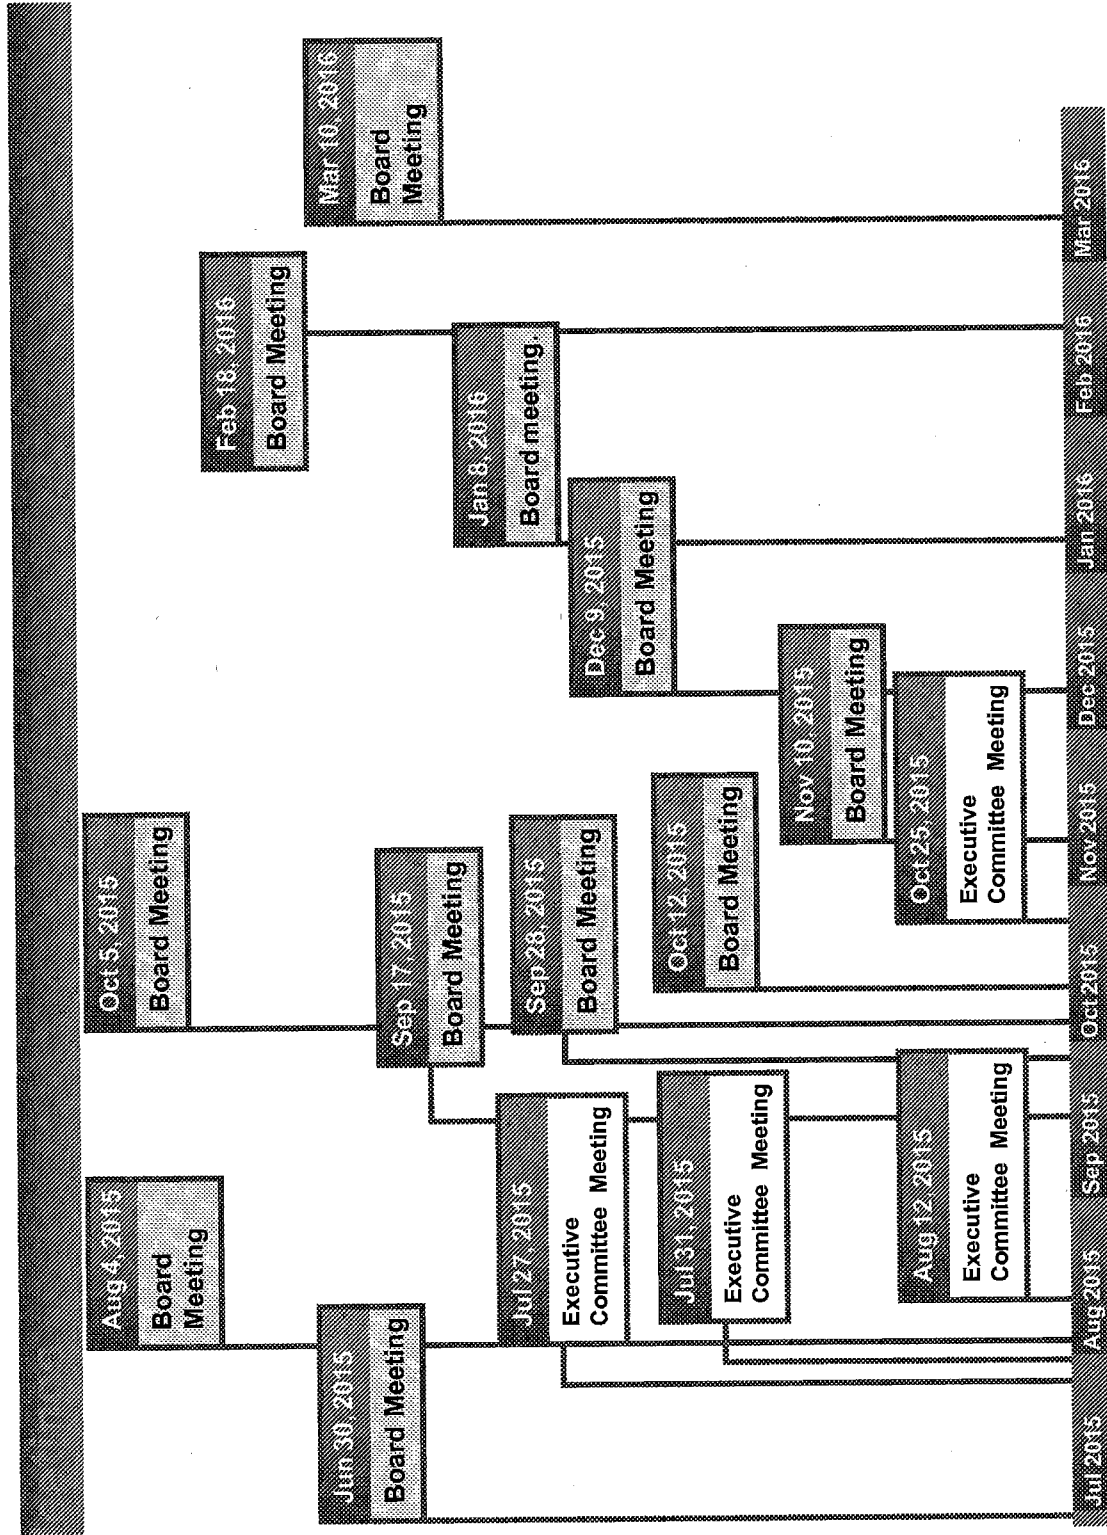 Aug 4, 2015
Board
Meeting
Oct 5, 2015
Board Meeting
Feb 18, 2016
Board Meeting
Mar 10, 2016
Board
Meeting
Jun 30, 2015
Board Meeting
Sep 17, 2015
Board Meeting
Jan 8, 2016
Board meeting.
Jul 27, 2015
Executive
Committee Meeting
Sep 28, 2015
Board Meeting
Dec 9, 2015
Board Meeting
Jul 31, 2015
Executive
Committee Meeting
Oct 12, 2015
Board Meeting
Nov 10, 2015
Board Meeting
Aug 12, 2015
Executive
Committee Meeting
Oct 25, 2015
Executive
Committee Meeting
Jul 2015
Aug 2015
Sep 2015
Oct 2015
Nov 2015
Dec 2015
Jan 2016
Feb 2016
Mar 2016